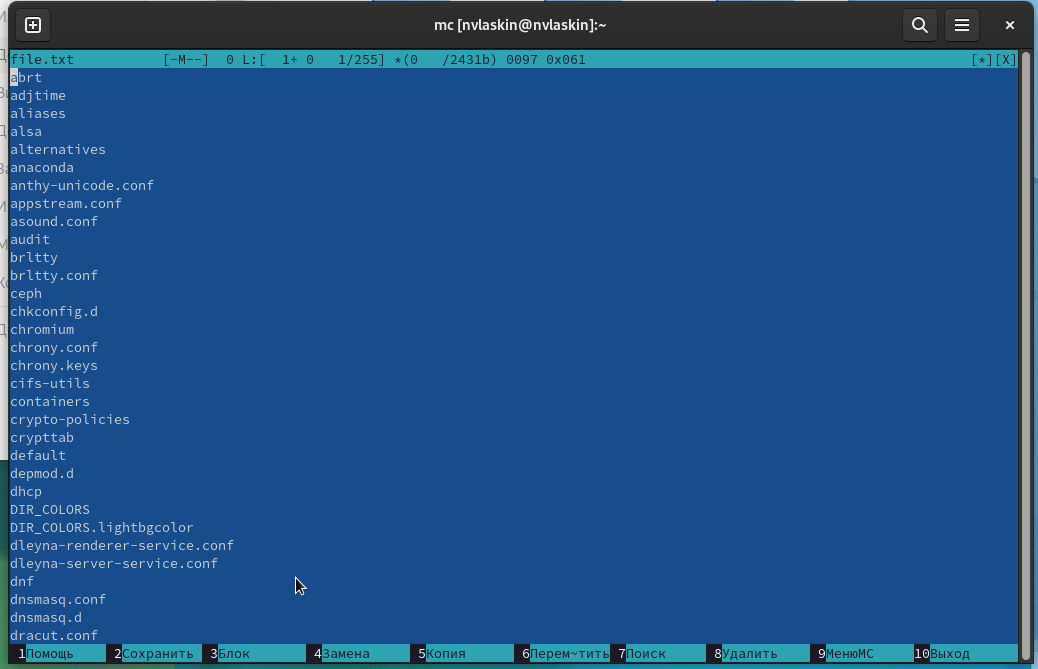 mc [nvlaskin@nvlaskin]:~
file.txt [-M--] 0 L:[ 1+ 0 1/255] *(0 /2431b) 0097 0x061 [*][X]
abrt
adjtime
aliases
alsa
alternatives
anaconda
anthy-unicode.conf
appstream.conf
asound.conf
audit
brltty
brltty.conf
ceph
chkconfig.d
chromium
chrony.conf
chrony.keys
cifs-utils
containers
crypto-policies
crypttab
default
depmod.d
dhcp
DIR_COLORS
DIR_COLORS.lightbgcolor
dleyna-renderer-service.conf
dleyna-server-service.conf
dnf
dnsmasq.conf
dnsmasq.d
dracut.conf
1Помощь 2Сохранить 3Блок 4Замена 5Копия 6Перем~тить 7Поиск 8Удалить 9МенюMC 10Выход